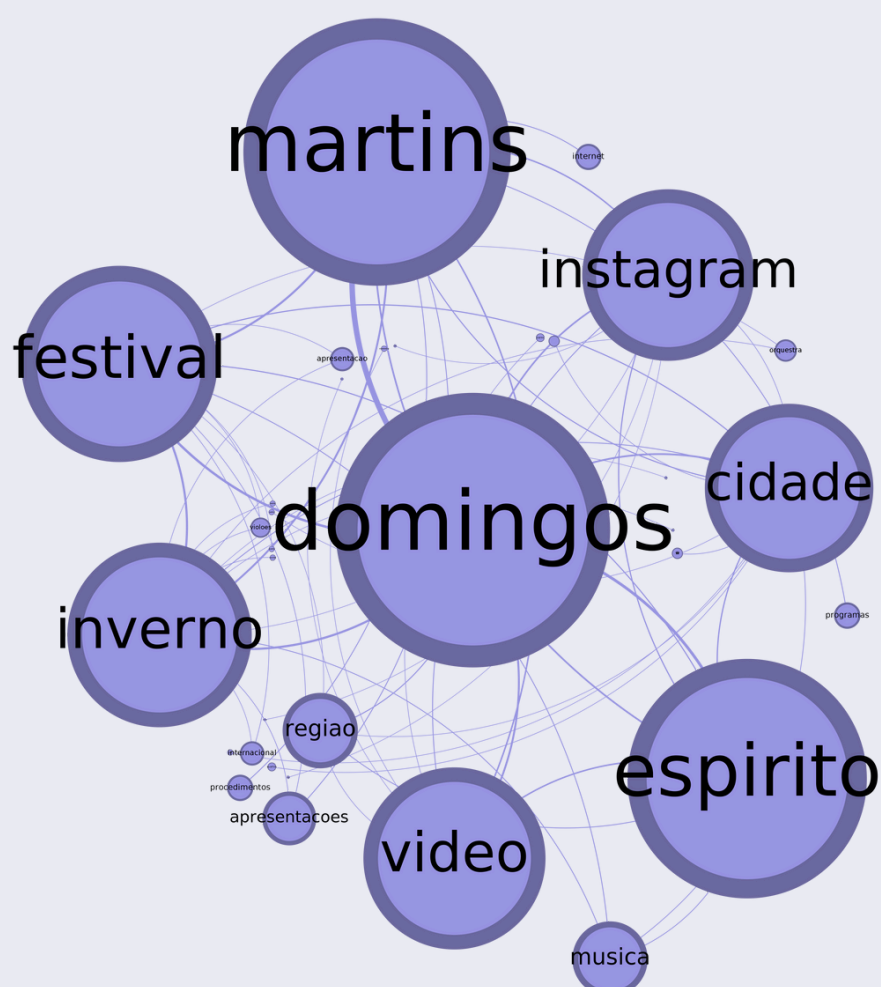 martins
internet
instagram
festival
apresentacao
orquestra
cidade
domingos
violoes
programas
inverno
regiao
internacional
espirito
procedimentos
apresentacoes
video
musica